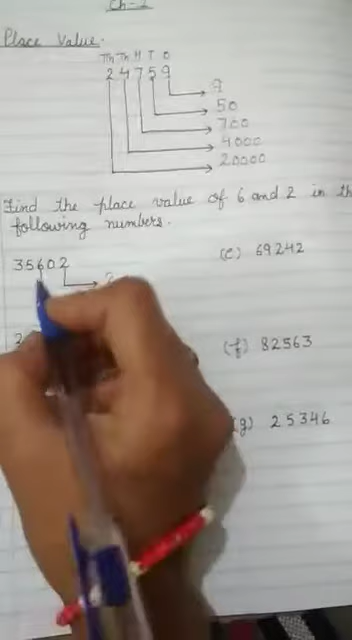 Ch-1
Place Value.
Th Th H T O
2 4 7 5 9
9
50
700
4000
20000
Find the place value of 6 and 2 in the
following numbers.
35602
(e) 69242
(f) 82563
(g) 25346